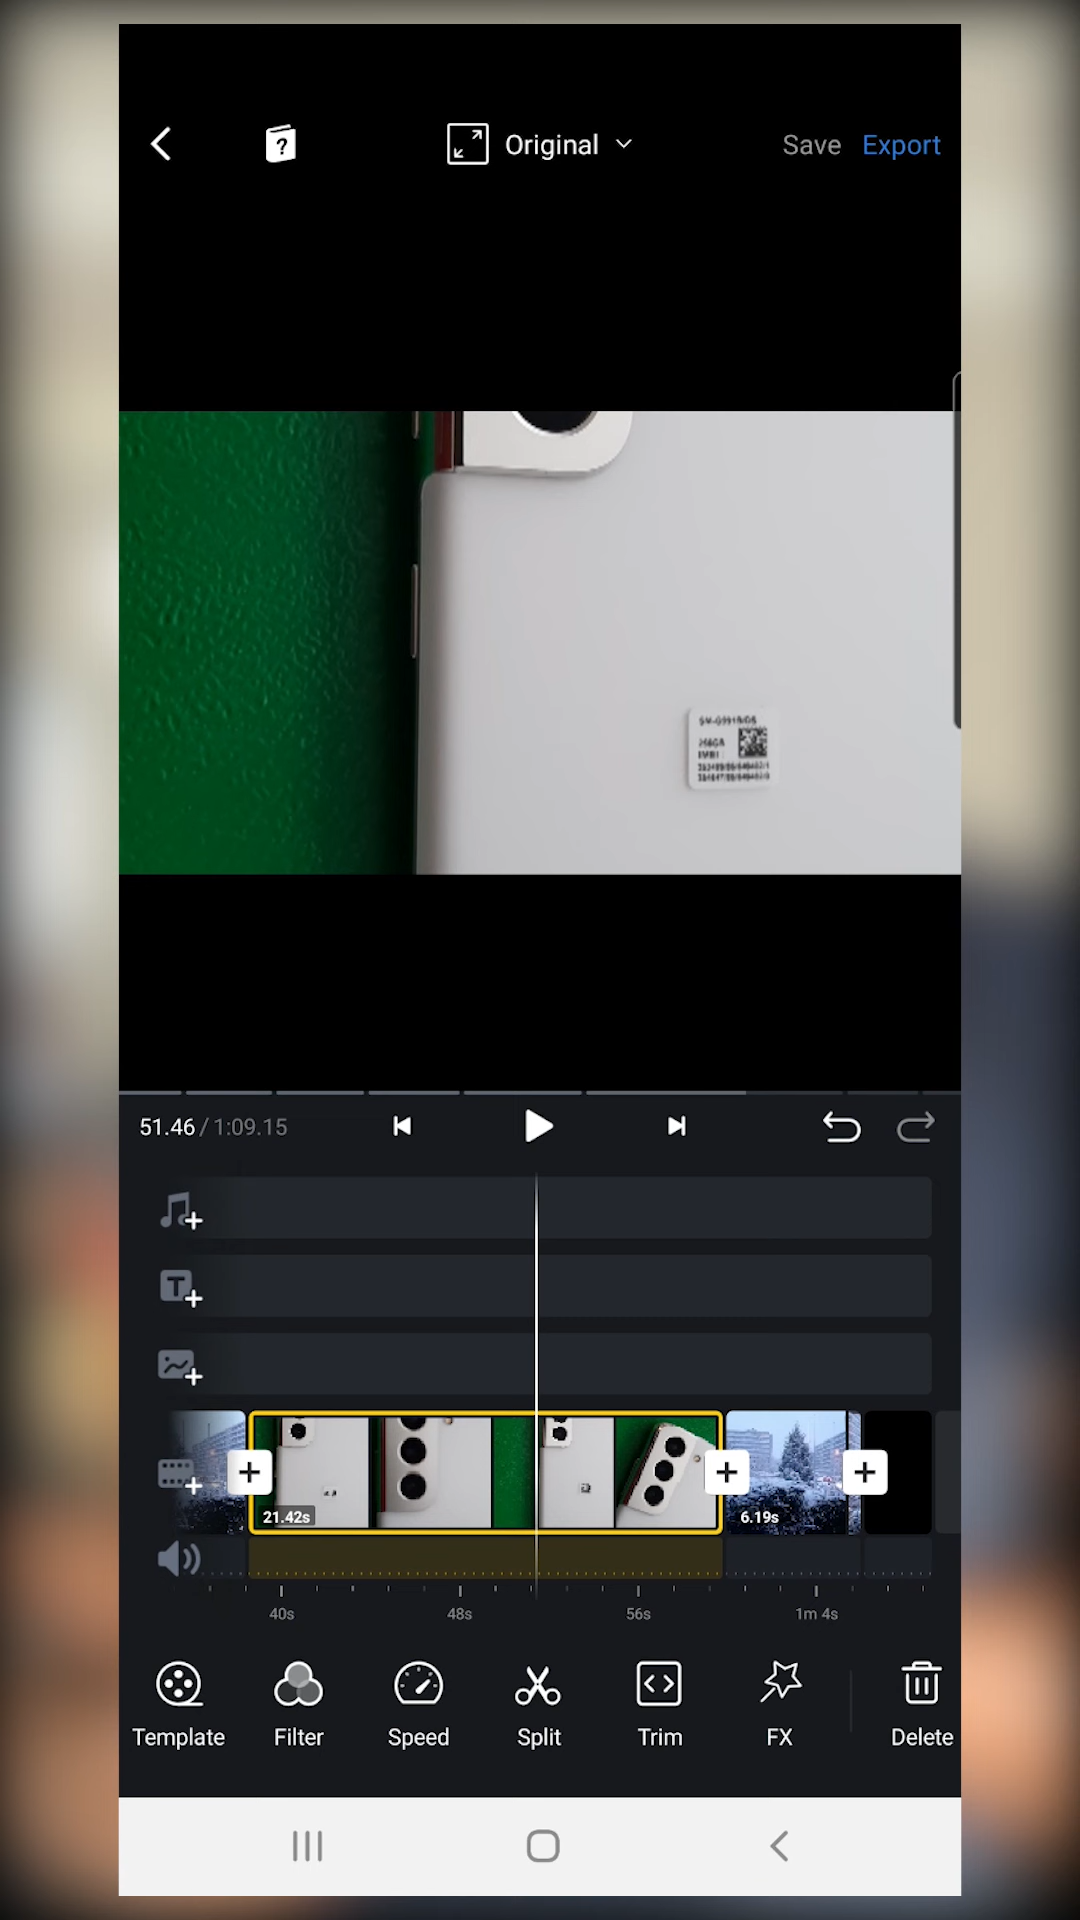 Original
Save Export
256GB
51.46 / 1:09.15
21.42s
6.19s
40s 48s 56s 1m 4s
Template Filter Speed Split Trim FX Delete